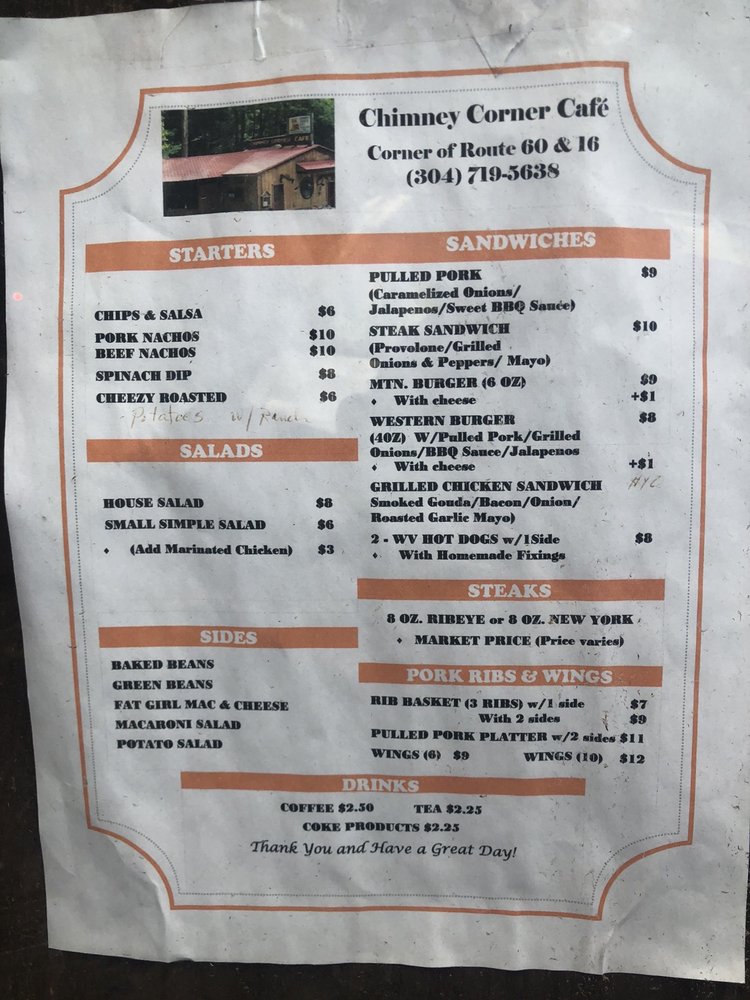 Chimney Corner Café
Corner of Route 60 & 16
(304) 719-5638
STARTERS
CHIPS & SALSA $6
PORK NACHOS $10
BEEF NACHOS $10
SPINACH DIP $8
CHEEZY ROASTED $6
- Potatoes w/ Ranch
SALADS
HOUSE SALAD $8
SMALL SIMPLE SALAD $6
♦ (Add Marinated Chicken) $3
SIDES
BAKED BEANS
GREEN BEANS
FAT GIRL MAC & CHEESE
MACARONI SALAD
POTATO SALAD
SANDWICHES
PULLED PORK $9
(Caramelized Onions/
Jalapenos/Sweet BBQ Sauce)
STEAK SANDWICH $10
(Provolone/Grilled
Onions & Peppers/ Mayo)
MTN. BURGER (6 OZ) $9
♦ With cheese +$1
WESTERN BURGER $8
(4OZ) W/Pulled Pork/Grilled
Onions/BBQ Sauce/Jalapenos
♦ With cheese +$1
GRILLED CHICKEN SANDWICH
Smoked Gouda/Bacon/Onion/
Roasted Garlic Mayo)
2 - WV HOT DOGS w/1Side $8
♦ With Homemade Fixings
STEAKS
8 OZ. RIBEYE or 8 OZ. NEW YORK
♦ MARKET PRICE (Price varies)
PORK RIBS & WINGS
RIB BASKET (3 RIBS) w/1 side $7
With 2 sides $9
PULLED PORK PLATTER w/2 sides $11
WINGS (6) $9 WINGS (10) $12
DRINKS
COFFEE $2.50 TEA $2.25
COKE PRODUCTS $2.25
Thank You and Have a Great Day!